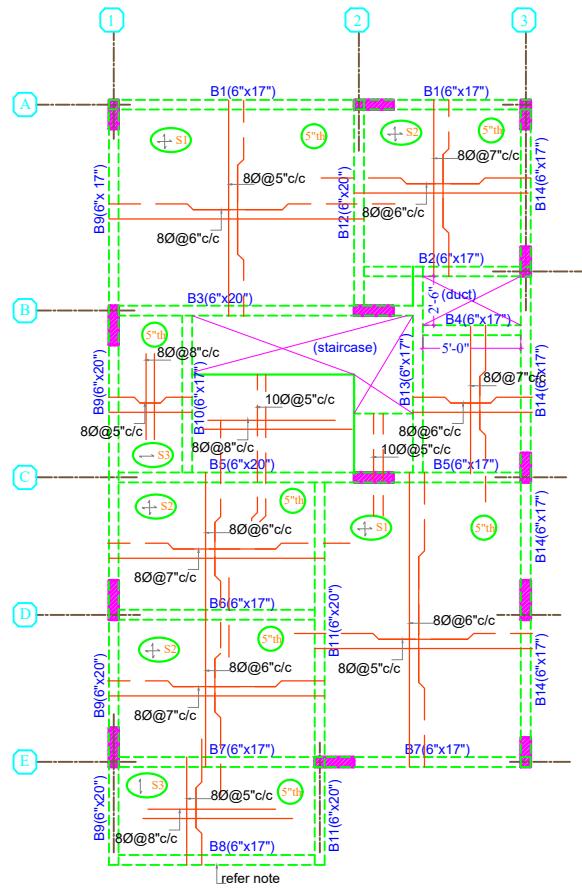 1
2
3
A
B1(6"x17")
B1(6"x17")
S1
5"th
S2
5"th
8Ø@5"c/c
8Ø@7"c/c
B9(6"x 17")
8Ø@6"c/c
B12(6"x20")
8Ø@6"c/c
B14(6"x17")
B2(6"x17")
B
B3(6"x20")
2'-6"
(duct)
B4(6"x17")
5"th
(staircase)
5'-0"
8Ø@8"c/c
B9(6"x20")
B10(6"x17")
B13(6"x17")
8Ø@7"c/c
B14(6"x17")
10Ø@5"c/c
8Ø@5"c/c
8Ø@8"c/c
8Ø@6"c/c
10Ø@5"c/c
S3
B5(6"x20")
B5(6"x17")
C
S2
5"th
S1
5"th
B14(6"x17")
8Ø@6"c/c
8Ø@7"c/c
B6(6"x17")
8Ø@6"c/c
D
B11(6"x20")
S2
5"th
8Ø@6"c/c
8Ø@5"c/c
B9(6"x20")
8Ø@7"c/c
B14(6"x17")
E
B7(6"x17")
B7(6"x17")
S3
5"th
8Ø@5"c/c
B9(6"x20")
B11(6"x20")
8Ø@8"c/c
B8(6"x17")
refer note